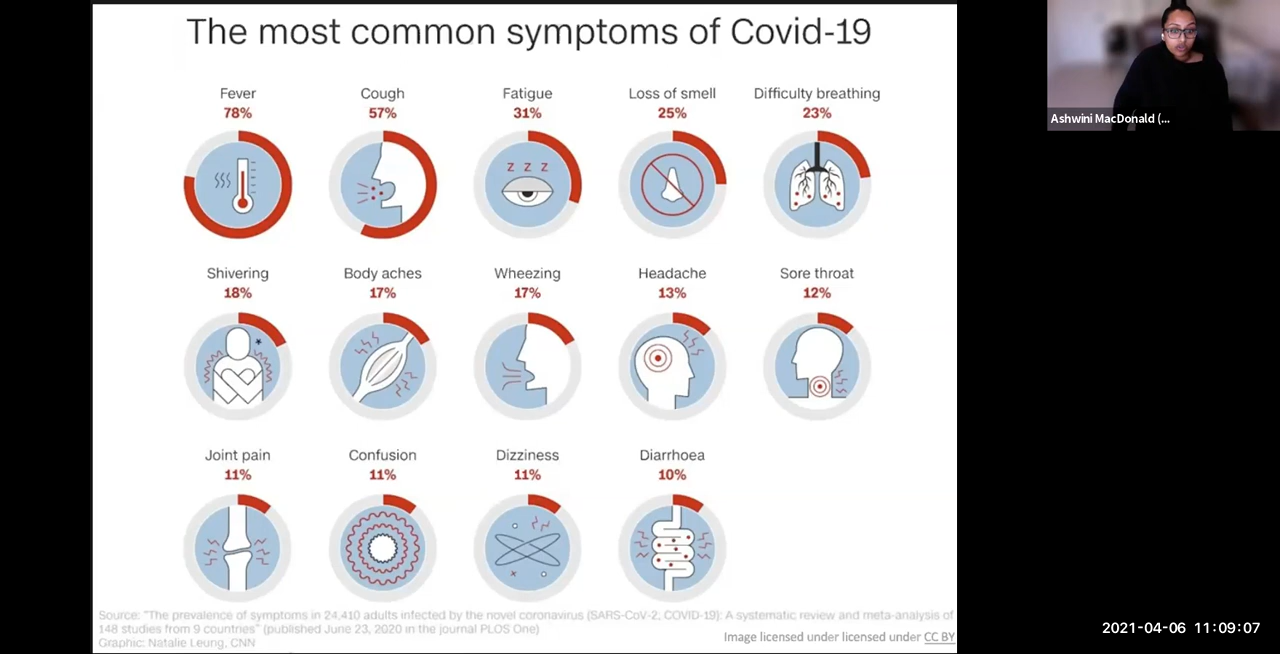 The most common symptoms of Covid-19
Fever
78%
Cough
57%
Fatigue
31%
Loss of smell
25%
Difficulty breathing
23%
z z z
Shivering
18%
Body aches
17%
Wheezing
17%
Headache
13%
Sore throat
12%
Joint pain
11%
Confusion
11%
Dizziness
11%
Diarrhoea
10%
Source: "The prevalence of symptoms in 24,410 adults infected by the novel coronavirus (SARS-CoV-2; COVID-19): A systematic review and meta-analysis of
148 studies from 9 countries" (published June 23, 2020 in the journal PLOS One)
Graphic: Natalie Leung, CNN
Image licensed under licensed under CC BY
Ashwini MacDonald (...
2021-04-06 11:09:07